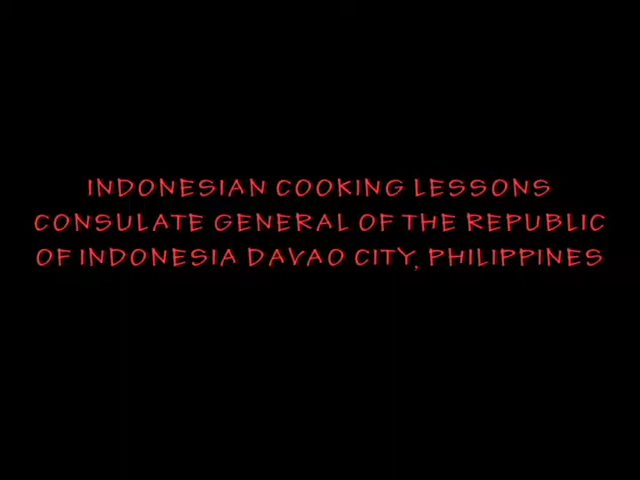 INDONESIAN COOKING LESSONS
CONSULATE GENERAL OF THE REPUBLIC
OF INDONESIA DAVAO CITY, PHILIPPINES